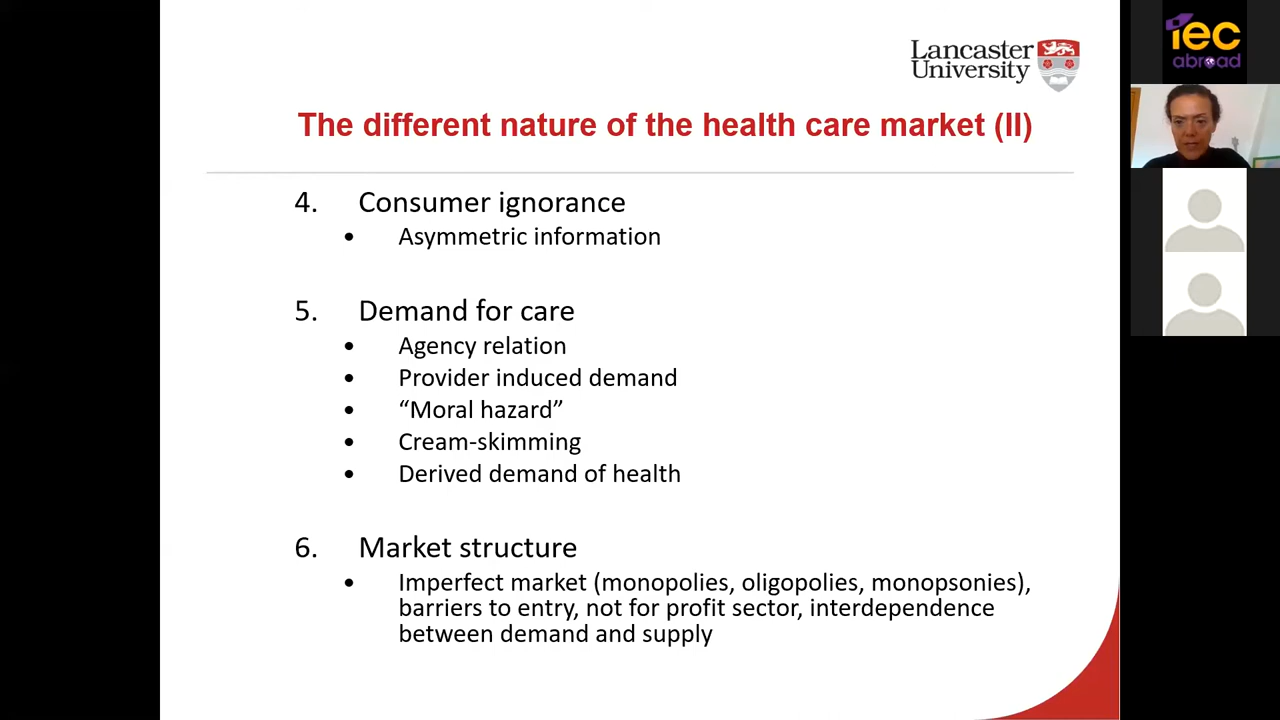 Lancaster
University
iec
abroad
The different nature of the health care market (II)
4. Consumer ignorance
• Asymmetric information
5. Demand for care
• Agency relation
• Provider induced demand
• “Moral hazard”
• Cream-skimming
• Derived demand of health
6. Market structure
• Imperfect market (monopolies, oligopolies, monopsonies),
barriers to entry, not for profit sector, interdependence
between demand and supply